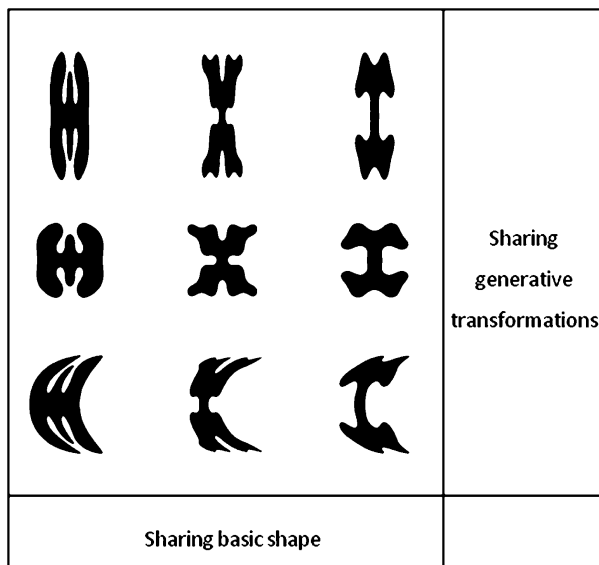 Sharing
generative
transformations
Sharing basic shape